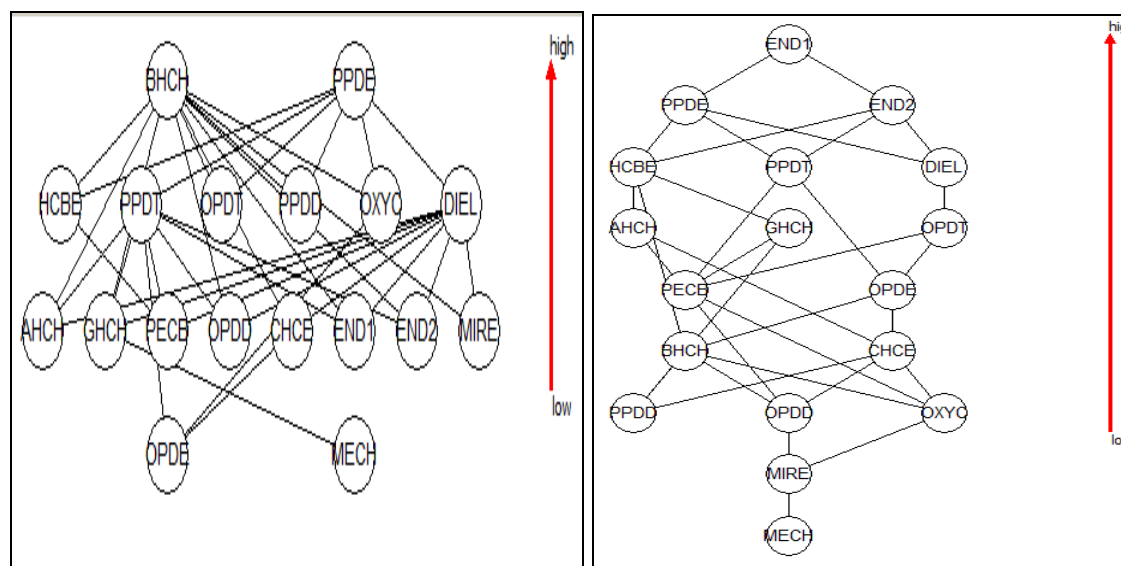 high
BHCH PPDE
HCBE PPDT OPDT PPDD OXYC DIEL
AHCH GHCH PECB OPDD CHCE END1 END2 MIRE
low
OPDE MECH
hig
END1
PPDE END2
HCBE PPDT DIEL
AHCH GHCH OPDT
PECB OPDE
BHCH CHCE
PPDD OPDD OXYC
lo
MIRE
MECH